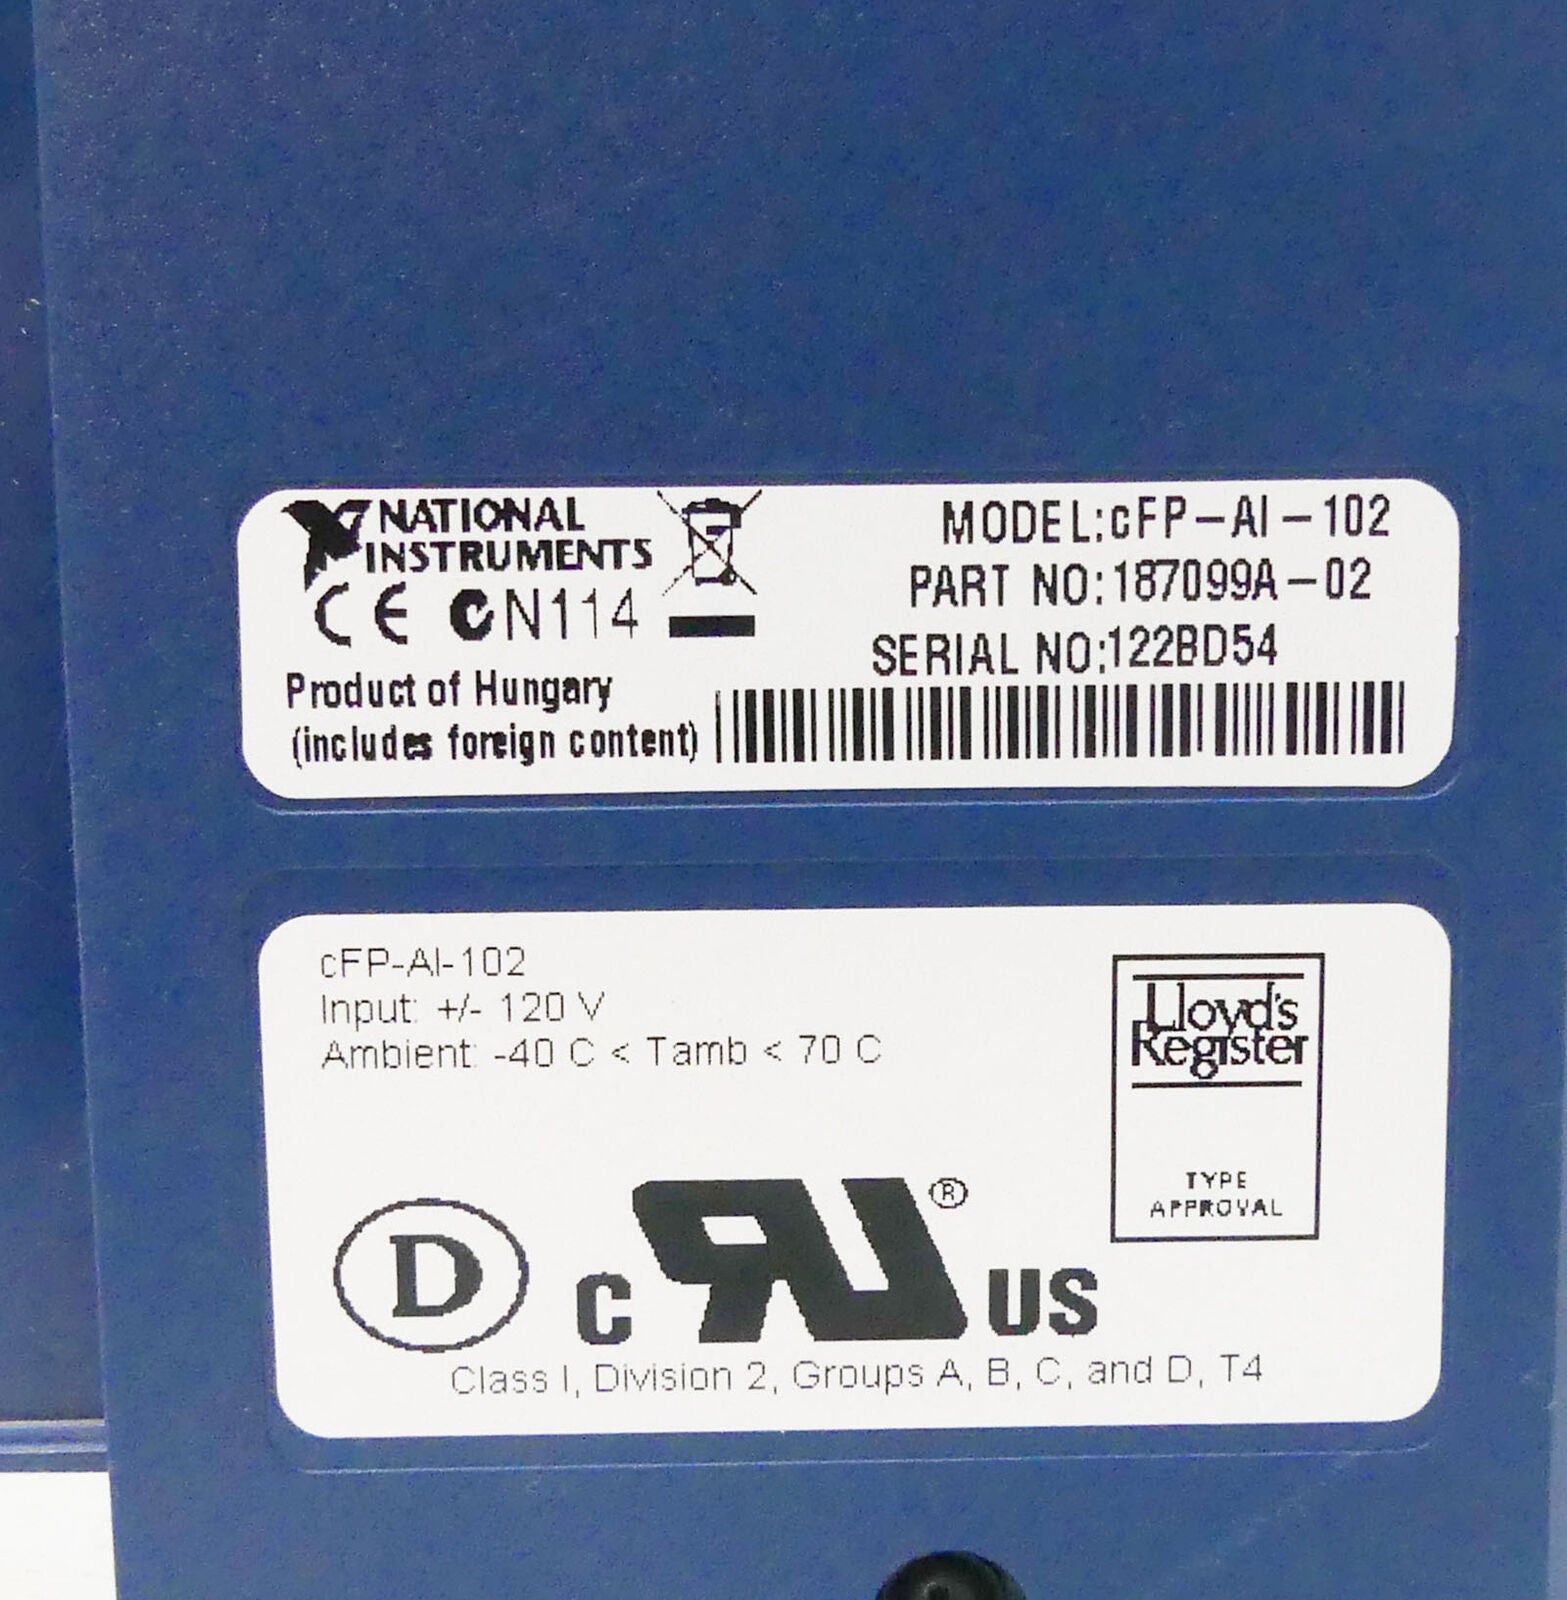 NATIONAL
INSTRUMENTS
CE N114
Product of Hungary
(includes foreign content)
MODEL:cFP-AI-102
PART NO:187099A-02
SERIAL NO:122BD54
cFP-AI-102
Input: +/- 120 V
Ambient: -40 C < Tamb < 70 C
Lloyd's
Register
TYPE
APPROVAL
D c RU ® US
Class I, Division 2, Groups A, B, C, and D, T4